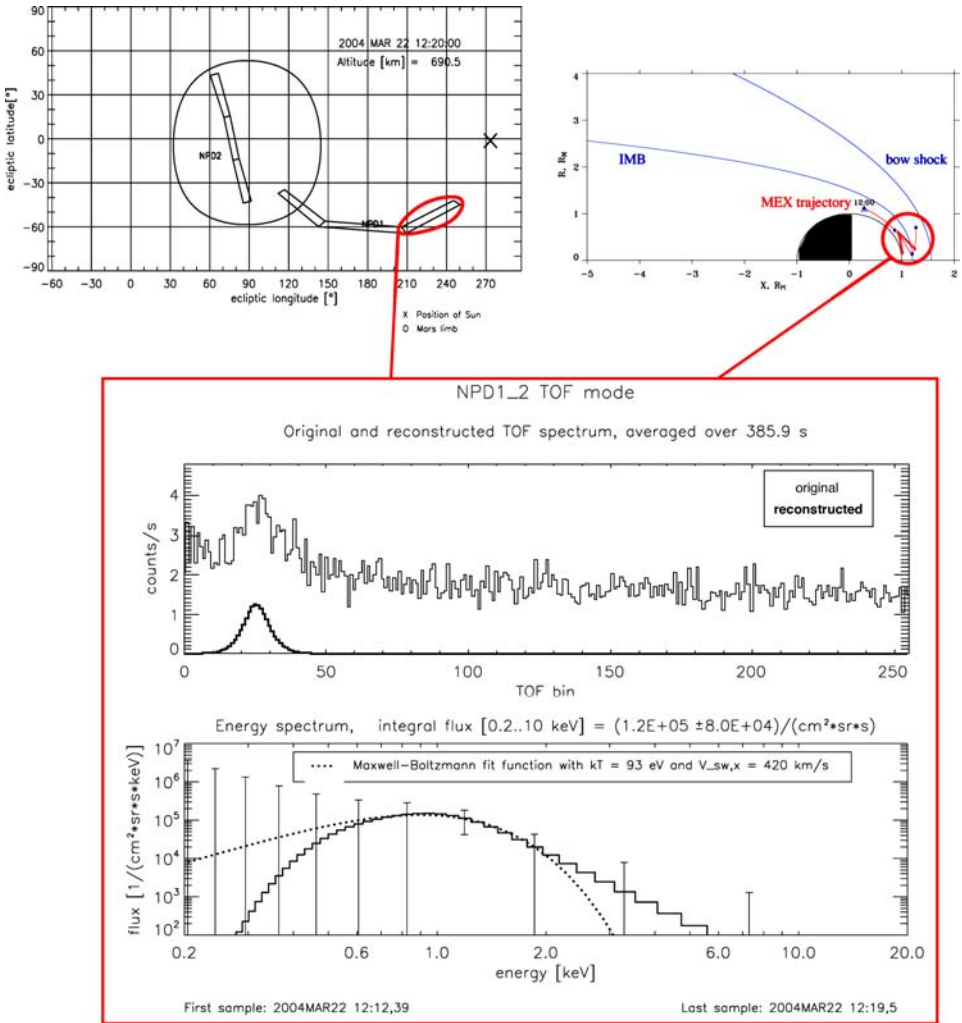 90
60
30
0
−30
−60
−90
ecliptic latitude[°]
2004 MAR 22 12:20:00
Altitude [km] = 690.5
NPD2
NPD1
−60 −30 0 30 60 90 120 150 180 210 240 270
ecliptic longitude [°]
X Position of Sun
O Mars limb
4
3
2
1
0
R, R_M
IMB
bow shock
MEX trajectory
12:00
-5 -4 -3 -2 -1 0 1 2
X, R_M
NPD1_2 TOF mode
Original and reconstructed TOF spectrum, averaged over 385.9 s
original
reconstructed
4
3
2
1
0
counts/s
0 50 100 150 200 250
TOF bin
Energy spectrum, integral flux [0.2..10 keV] = (1.2E+05 ±8.0E+04)/(cm²*sr*s)
Maxwell−Boltzmann fit function with kT = 93 eV and V_sw,x = 420 km/s
10⁷
10⁶
10⁵
10⁴
10³
10²
flux [1/(cm²*sr*s*keV)]
0.2 0.6 1.0 2.0 6.0 10.0 20.0
energy [keV]
First sample: 2004MAR22 12:12,39
Last sample: 2004MAR22 12:19,5